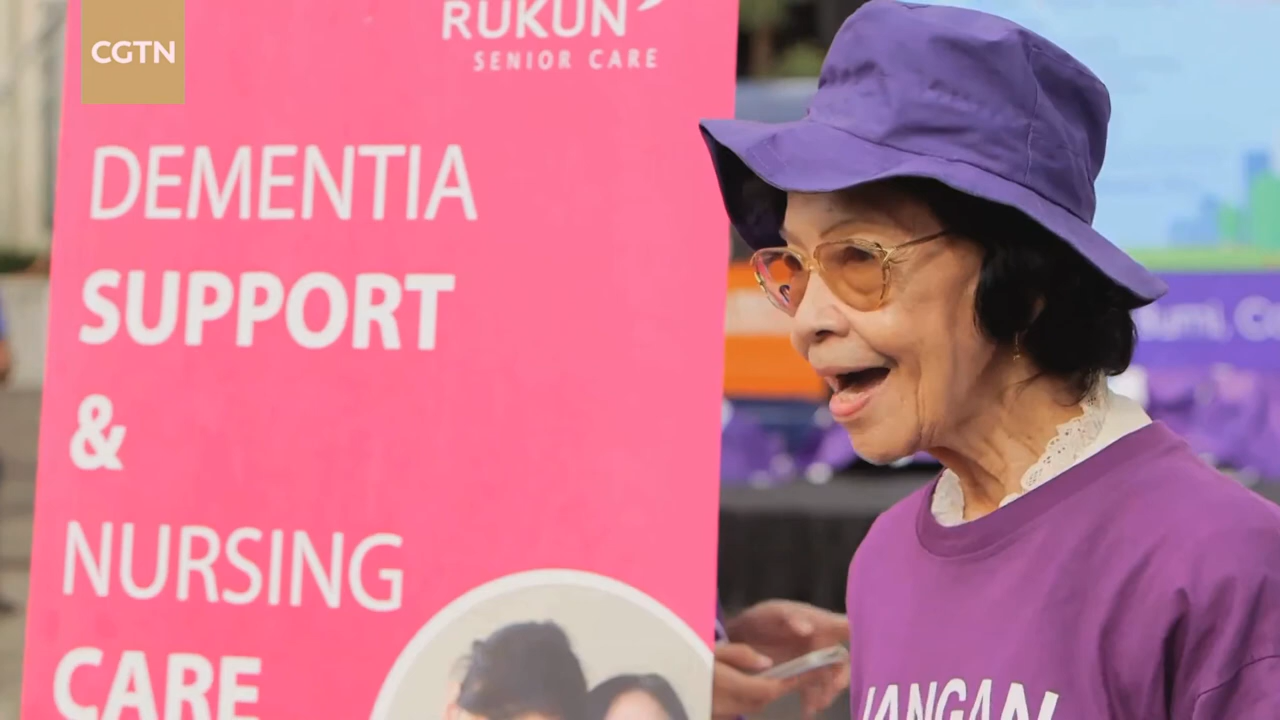 CGTN
RUKUN
SENIOR CARE
DEMENTIA
SUPPORT
&
NURSING
CARE
JANGAN